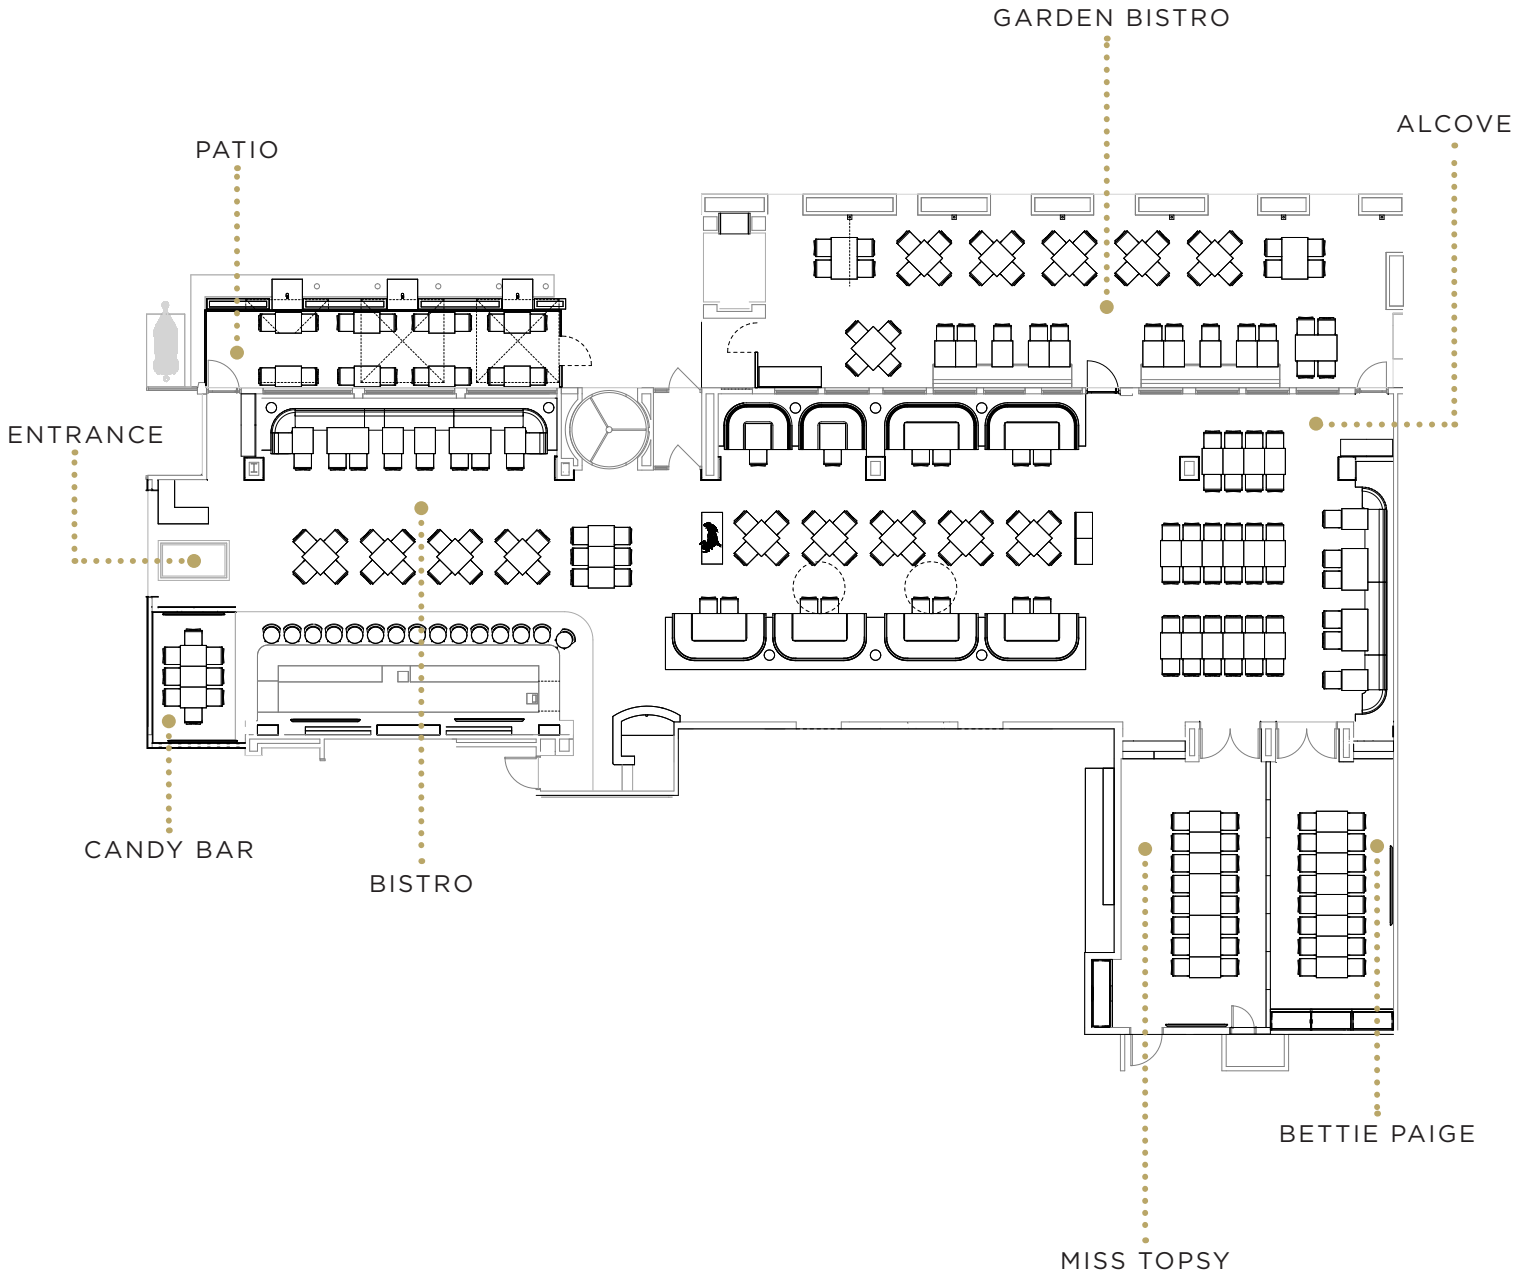 GARDEN BISTRO
ALCOVE
PATIO
ENTRANCE
CANDY BAR
BISTRO
BETTIE PAIGE
MISS TOPSY